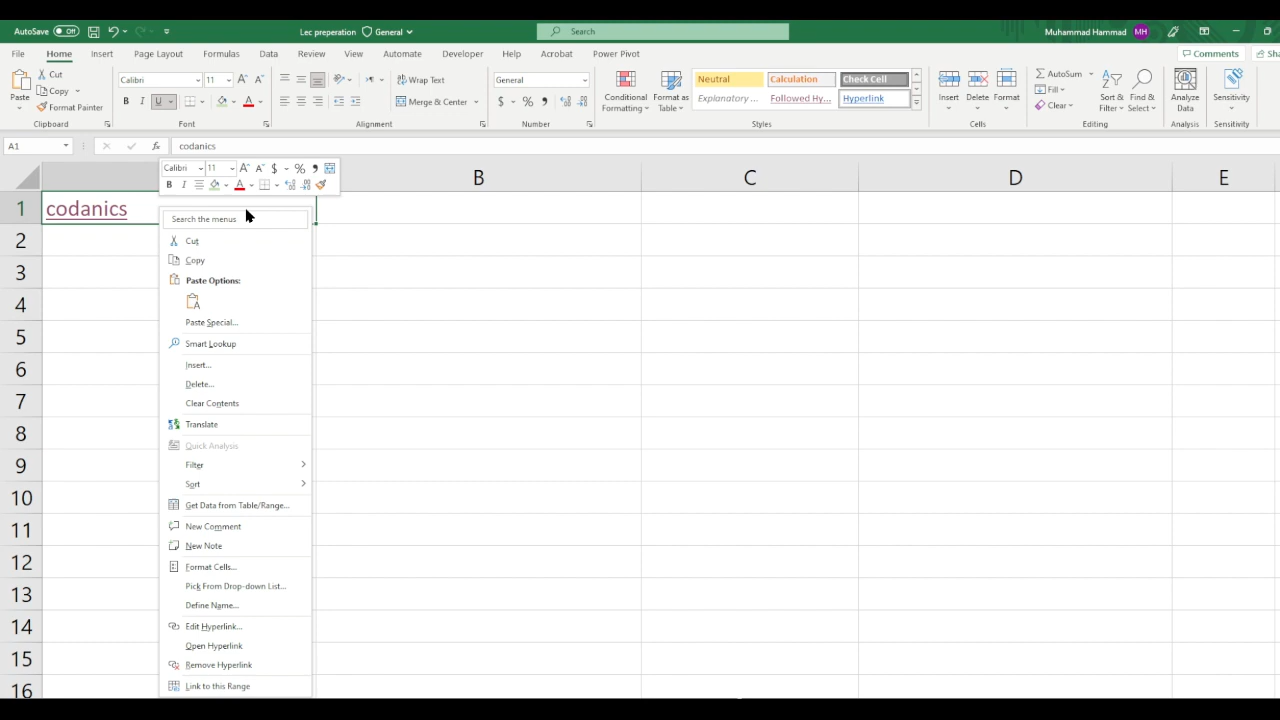 AutoSave Off Lec preperation General Search Muhammad Hammad MH
File Home Insert Page Layout Formulas Data Review View Automate Developer Help Acrobat Power Pivot Comments Sha
Paste Cut Copy Format Painter Clipboard
Calibri 11 B I U Font
Wrap Text Merge & Center Alignment
General $ % , Number
Conditional Formatting Format as Table
Neutral Calculation Check Cell
Explanatory ... Followed Hy... Hyperlink
Styles
Insert Delete Format Cells
AutoSum Fill Clear Sort & Filter Find & Select Editing
Analyze Data Analysis
Sensitivity Sensitivity
A1 fx codanics
Calibri 11 $ % ,
B I
B C D E
1 codanics
2
3
4
5
6
7
8
9
10
11
12
13
14
15
16
Search the menus
Cut
Copy
Paste Options:
Paste Special...
Smart Lookup
Insert...
Delete...
Clear Contents
Translate
Quick Analysis
Filter
Sort
Get Data from Table/Range...
New Comment
New Note
Format Cells...
Pick From Drop-down List...
Define Name...
Edit Hyperlink...
Open Hyperlink
Remove Hyperlink
Link to this Range